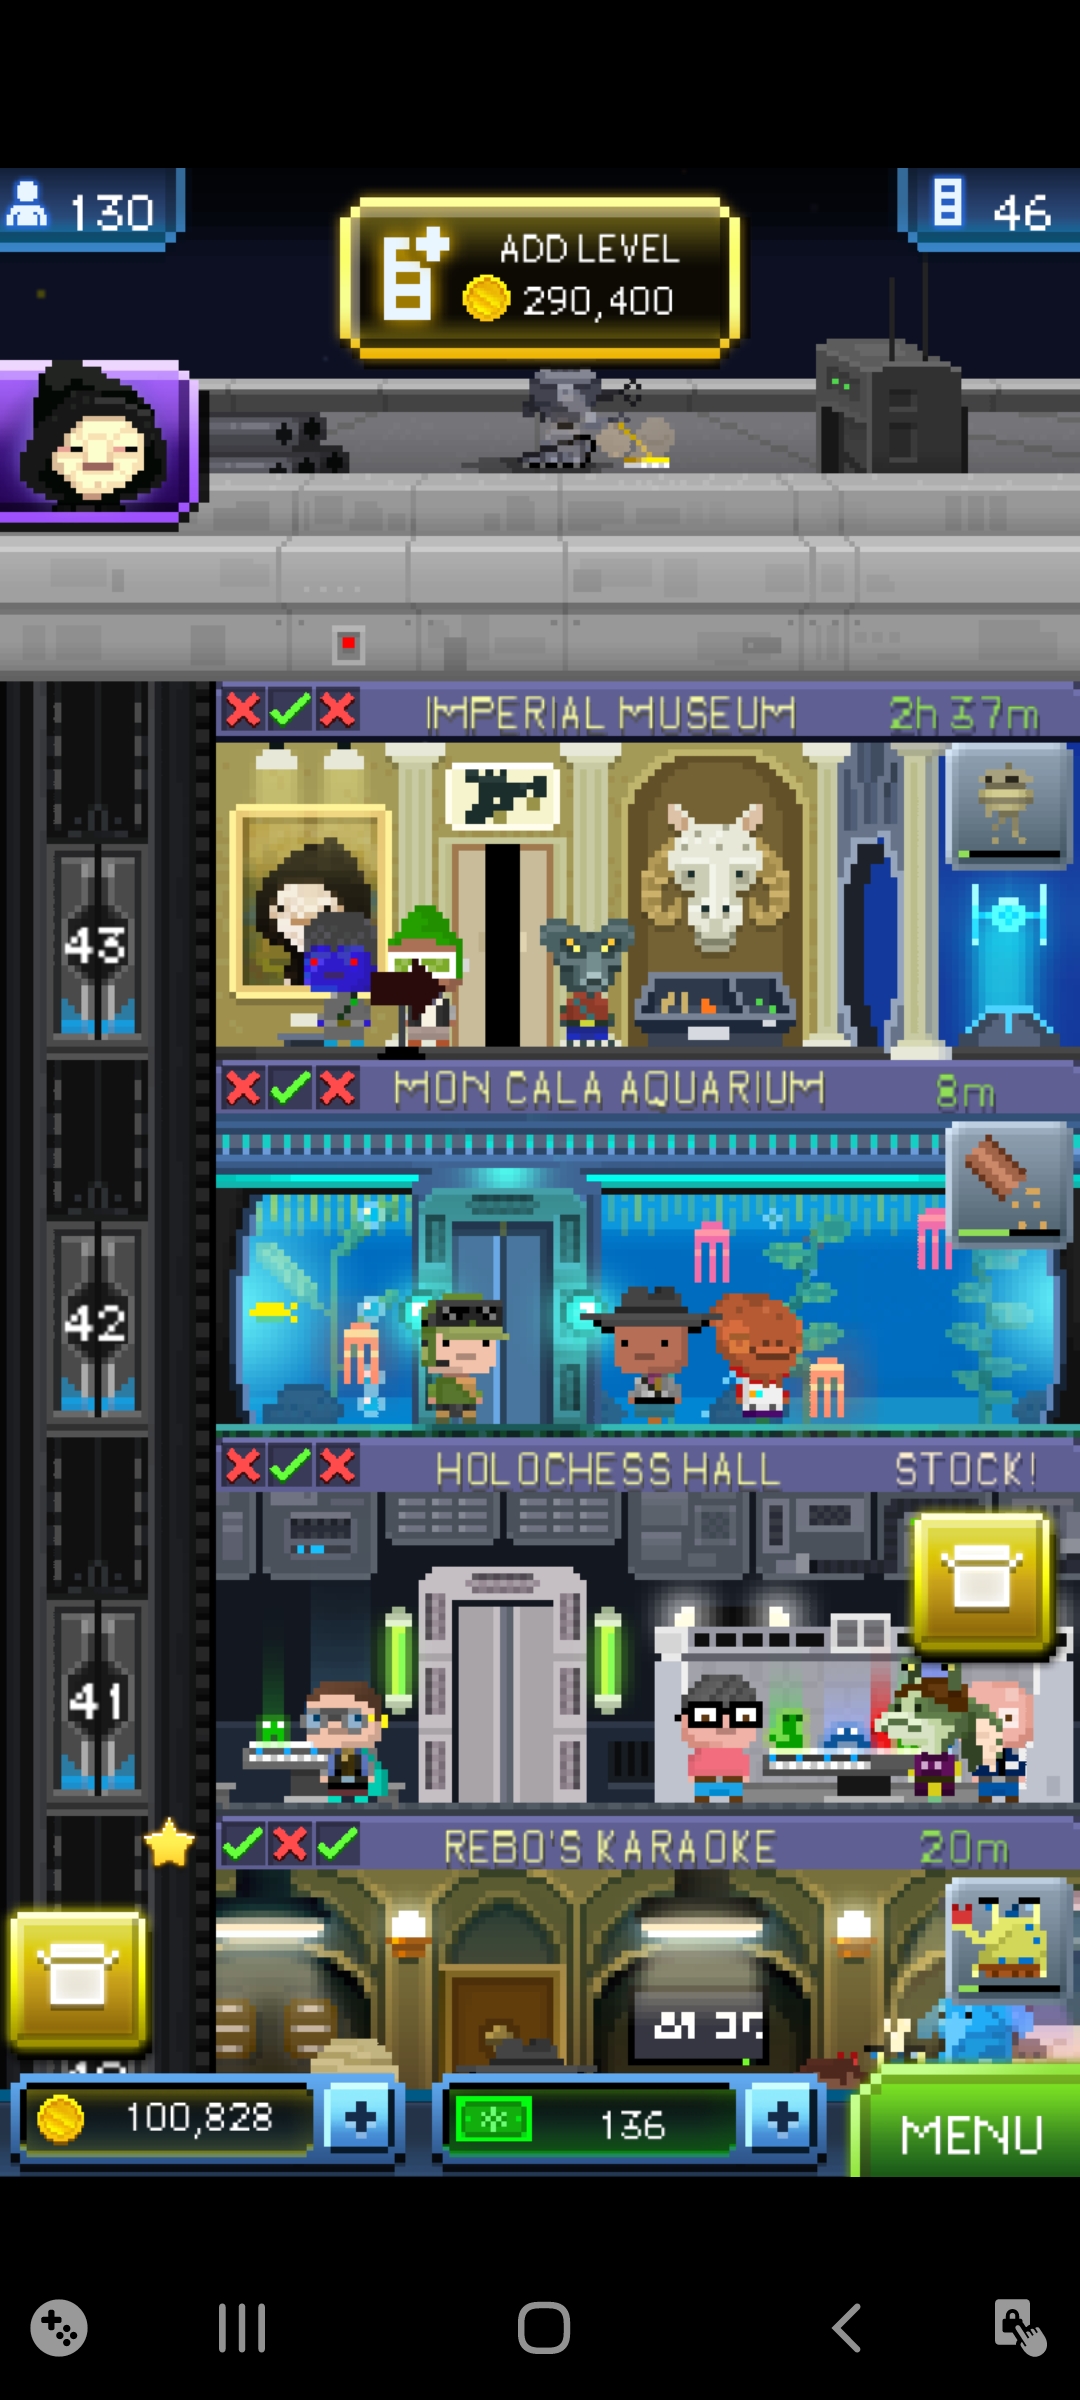 130
ADD LEVEL
290,400
46
IMPERIAL MUSEUM
2h 37m
43
MON CALA AQUARIUM
8m
42
HOLOCHESS HALL
STOCK!
41
REBO'S KARAOKE
20m
100,828
136
MENU